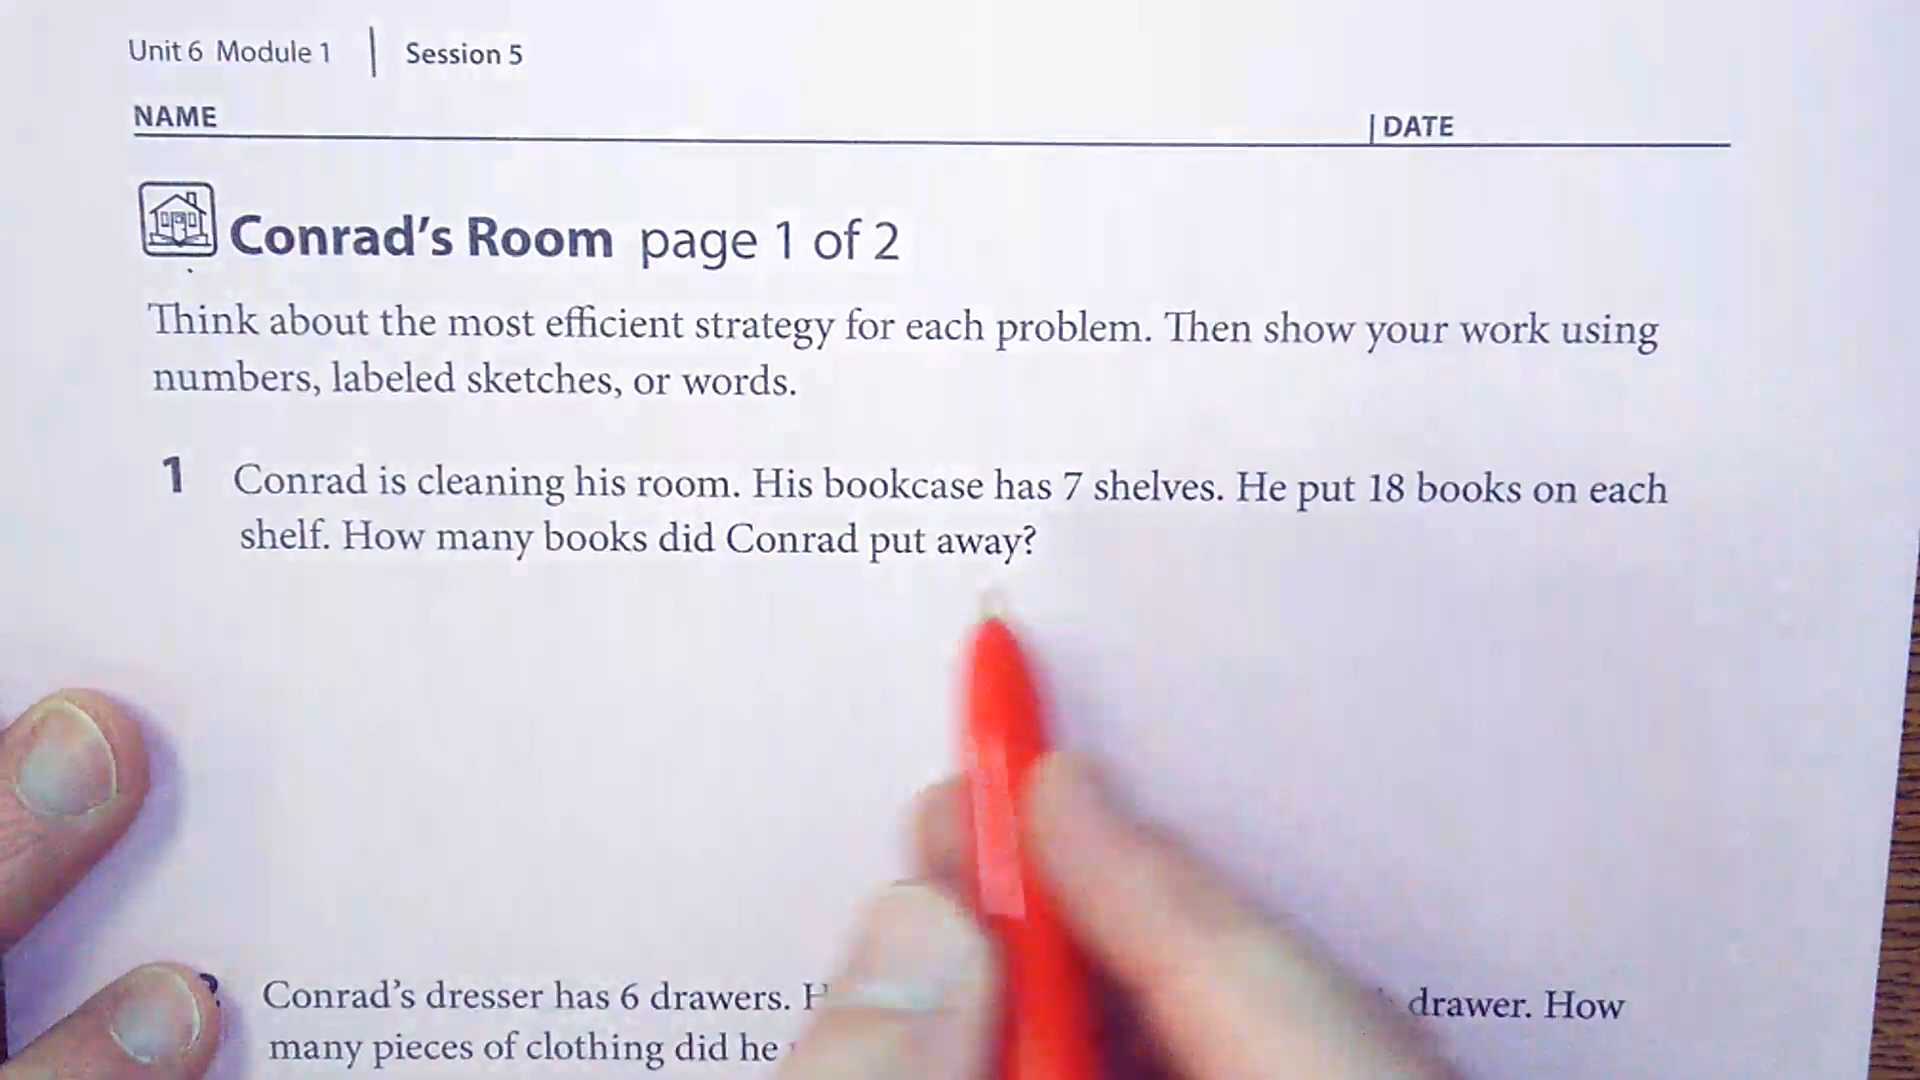 Unit 6 Module 1 | Session 5
NAME | DATE
Conrad's Room page 1 of 2
Think about the most efficient strategy for each problem. Then show your work using
numbers, labeled sketches, or words.
1 Conrad is cleaning his room. His bookcase has 7 shelves. He put 18 books on each
shelf. How many books did Conrad put away?
Conrad's dresser has 6 drawers. drawer. How
many pieces of clothing did he